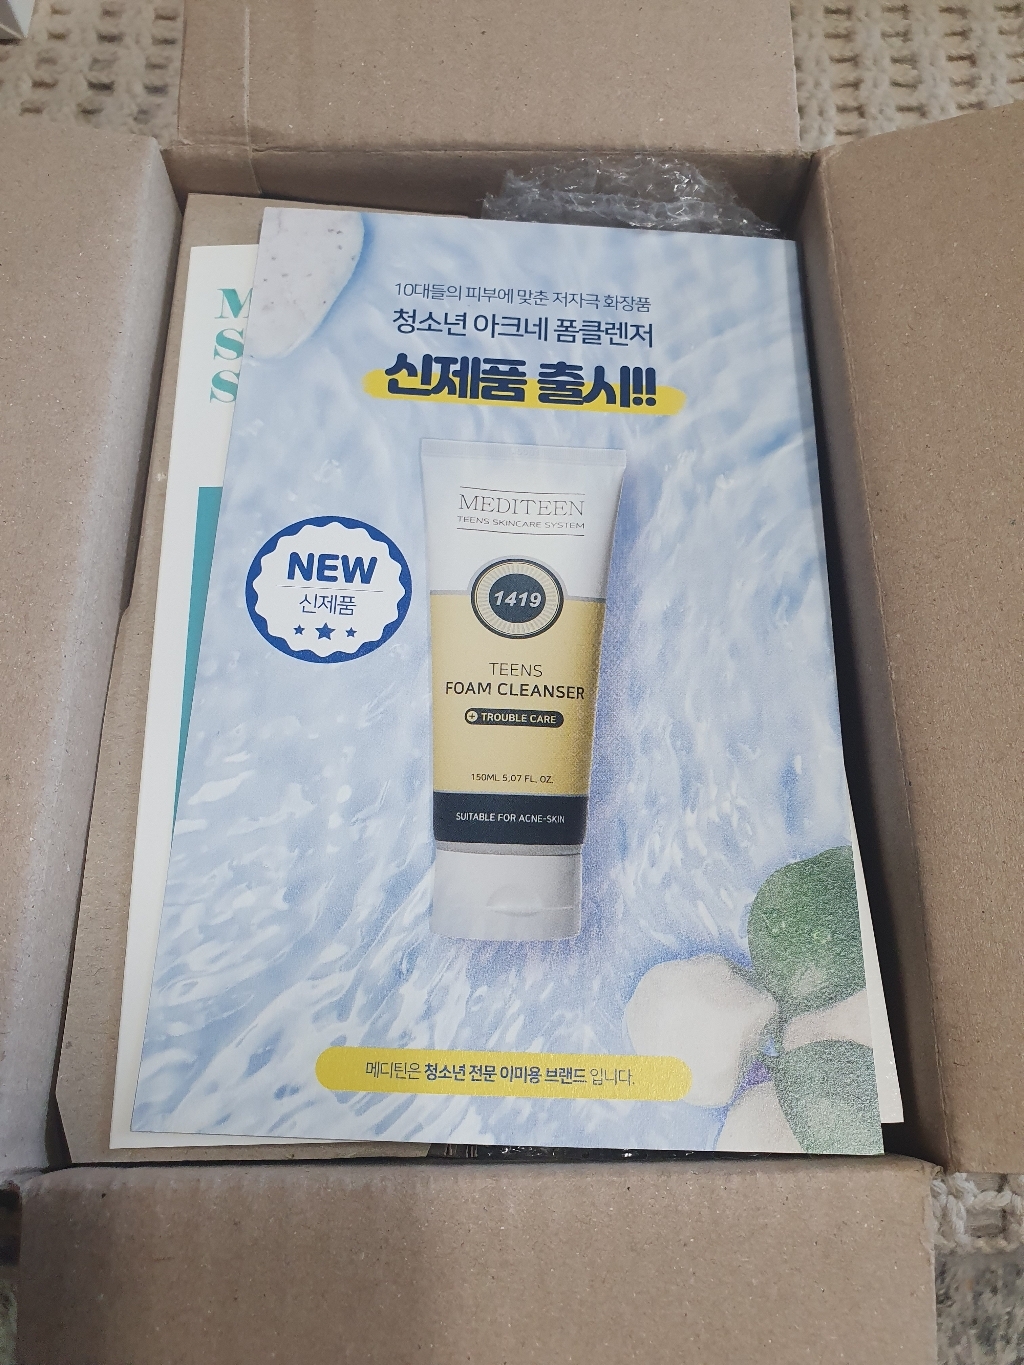 M
S
S
10대들의 피부에 맞춘 저자극 화장품
청소년 아크네 폼클렌저
신제품 출시!!
MEDITEEN
TEENS SKINCARE SYSTEM
NEW
신제품
1419
TEENS
FOAM CLEANSER
+ TROUBLE CARE
150ML 5.07 FL. OZ.
SUITABLE FOR ACNE-SKIN
메디틴은 청소년 전문 이미용 브랜드 입니다.